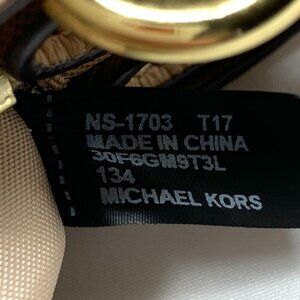 NS-1703 T17
MADE IN CHINA
30F6GM9T3L
134
MICHAEL KORS